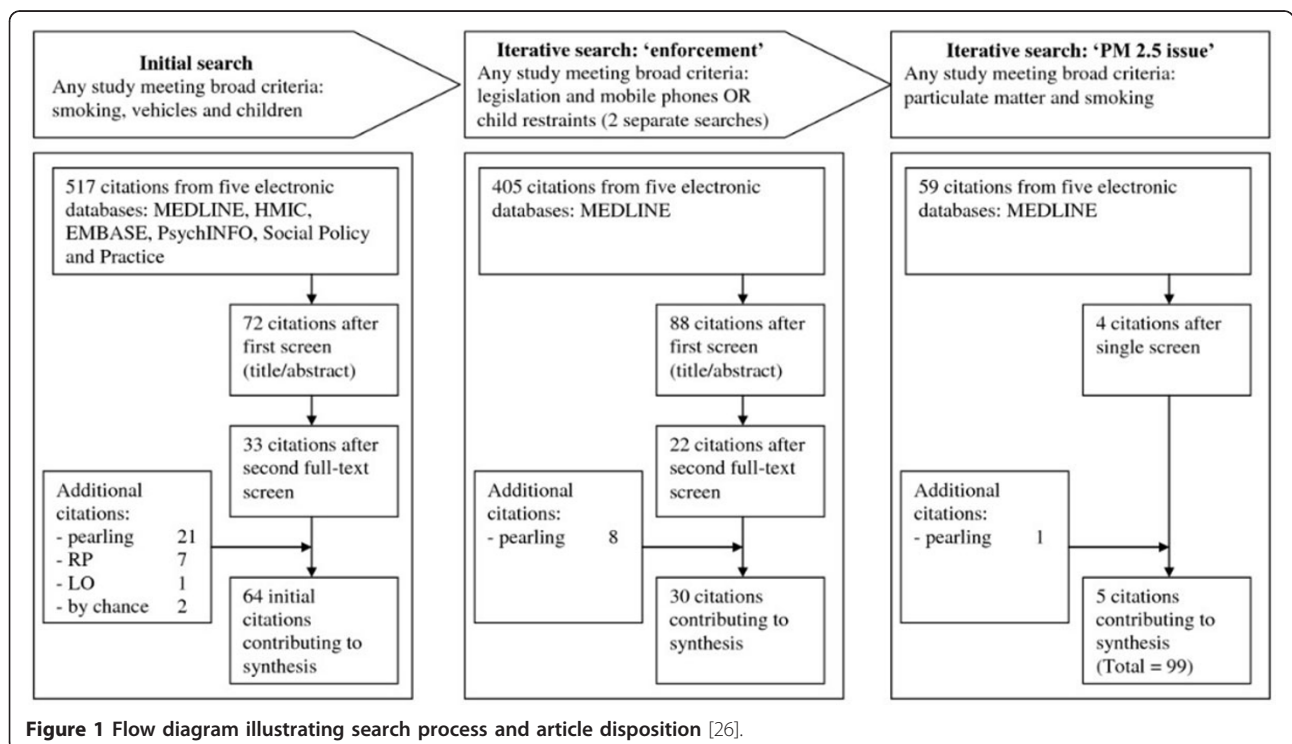 Initial search
Any study meeting broad criteria:
smoking, vehicles and children
Iterative search: ‘enforcement’
Any study meeting broad criteria:
legislation and mobile phones OR
child restraints (2 separate searches)
Iterative search: ‘PM 2.5 issue’
Any study meeting broad criteria:
particulate matter and smoking
517 citations from five electronic
databases: MEDLINE, HMIC,
EMBASE, PsychINFO, Social Policy
and Practice
72 citations after
first screen
(title/abstract)
33 citations after
second full-text
screen
Additional
citations:
- pearling 21
- RP 7
- LO 1
- by chance 2
64 initial
citations
contributing to
synthesis
405 citations from five electronic
databases: MEDLINE
88 citations after
first screen
(title/abstract)
22 citations after
second full-text
screen
Additional
citations:
- pearling 8
30 citations
contributing to
synthesis
59 citations from five electronic
databases: MEDLINE
4 citations after
single screen
Additional
citations:
- pearling 1
5 citations
contributing to
synthesis
(Total = 99)
Figure 1 Flow diagram illustrating search process and article disposition [26].